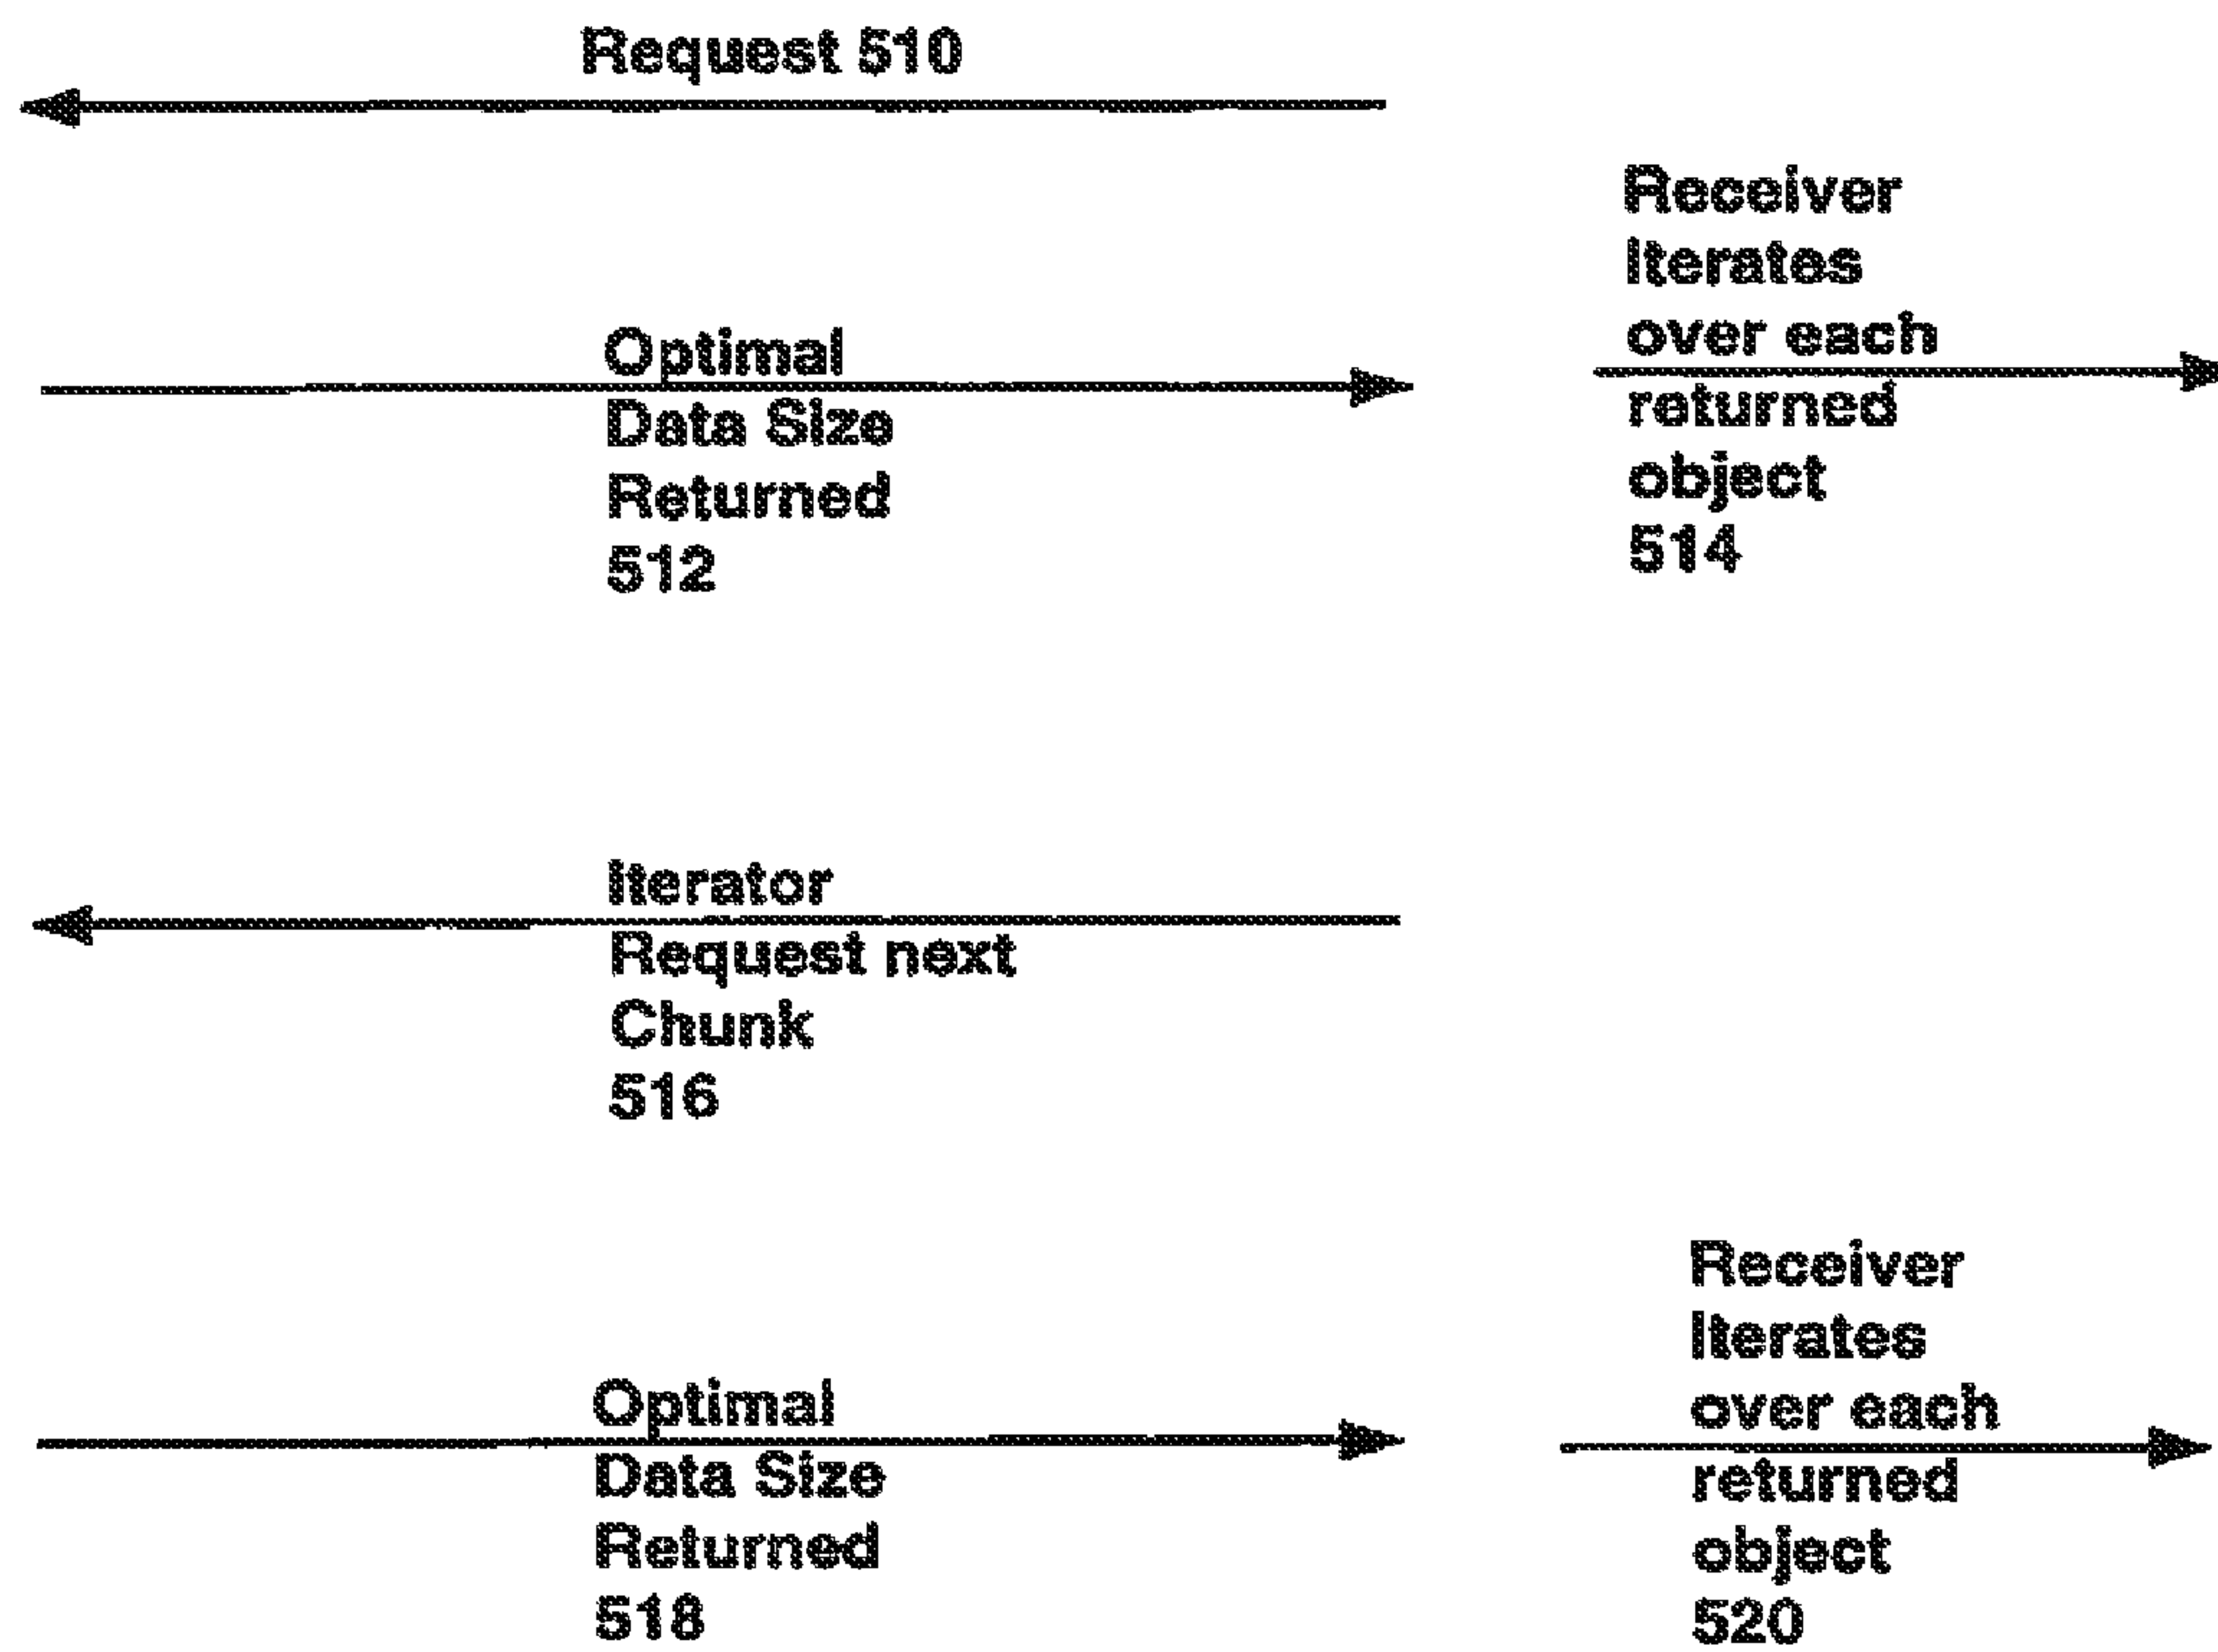 Request 510
Optimal
Data Size
Returned
512
Receiver
Iterates
over each
returned
object
514
Iterator
Request next
Chunk
516
Optimal
Data Size
Returned
518
Receiver
Iterates
over each
returned
object
520